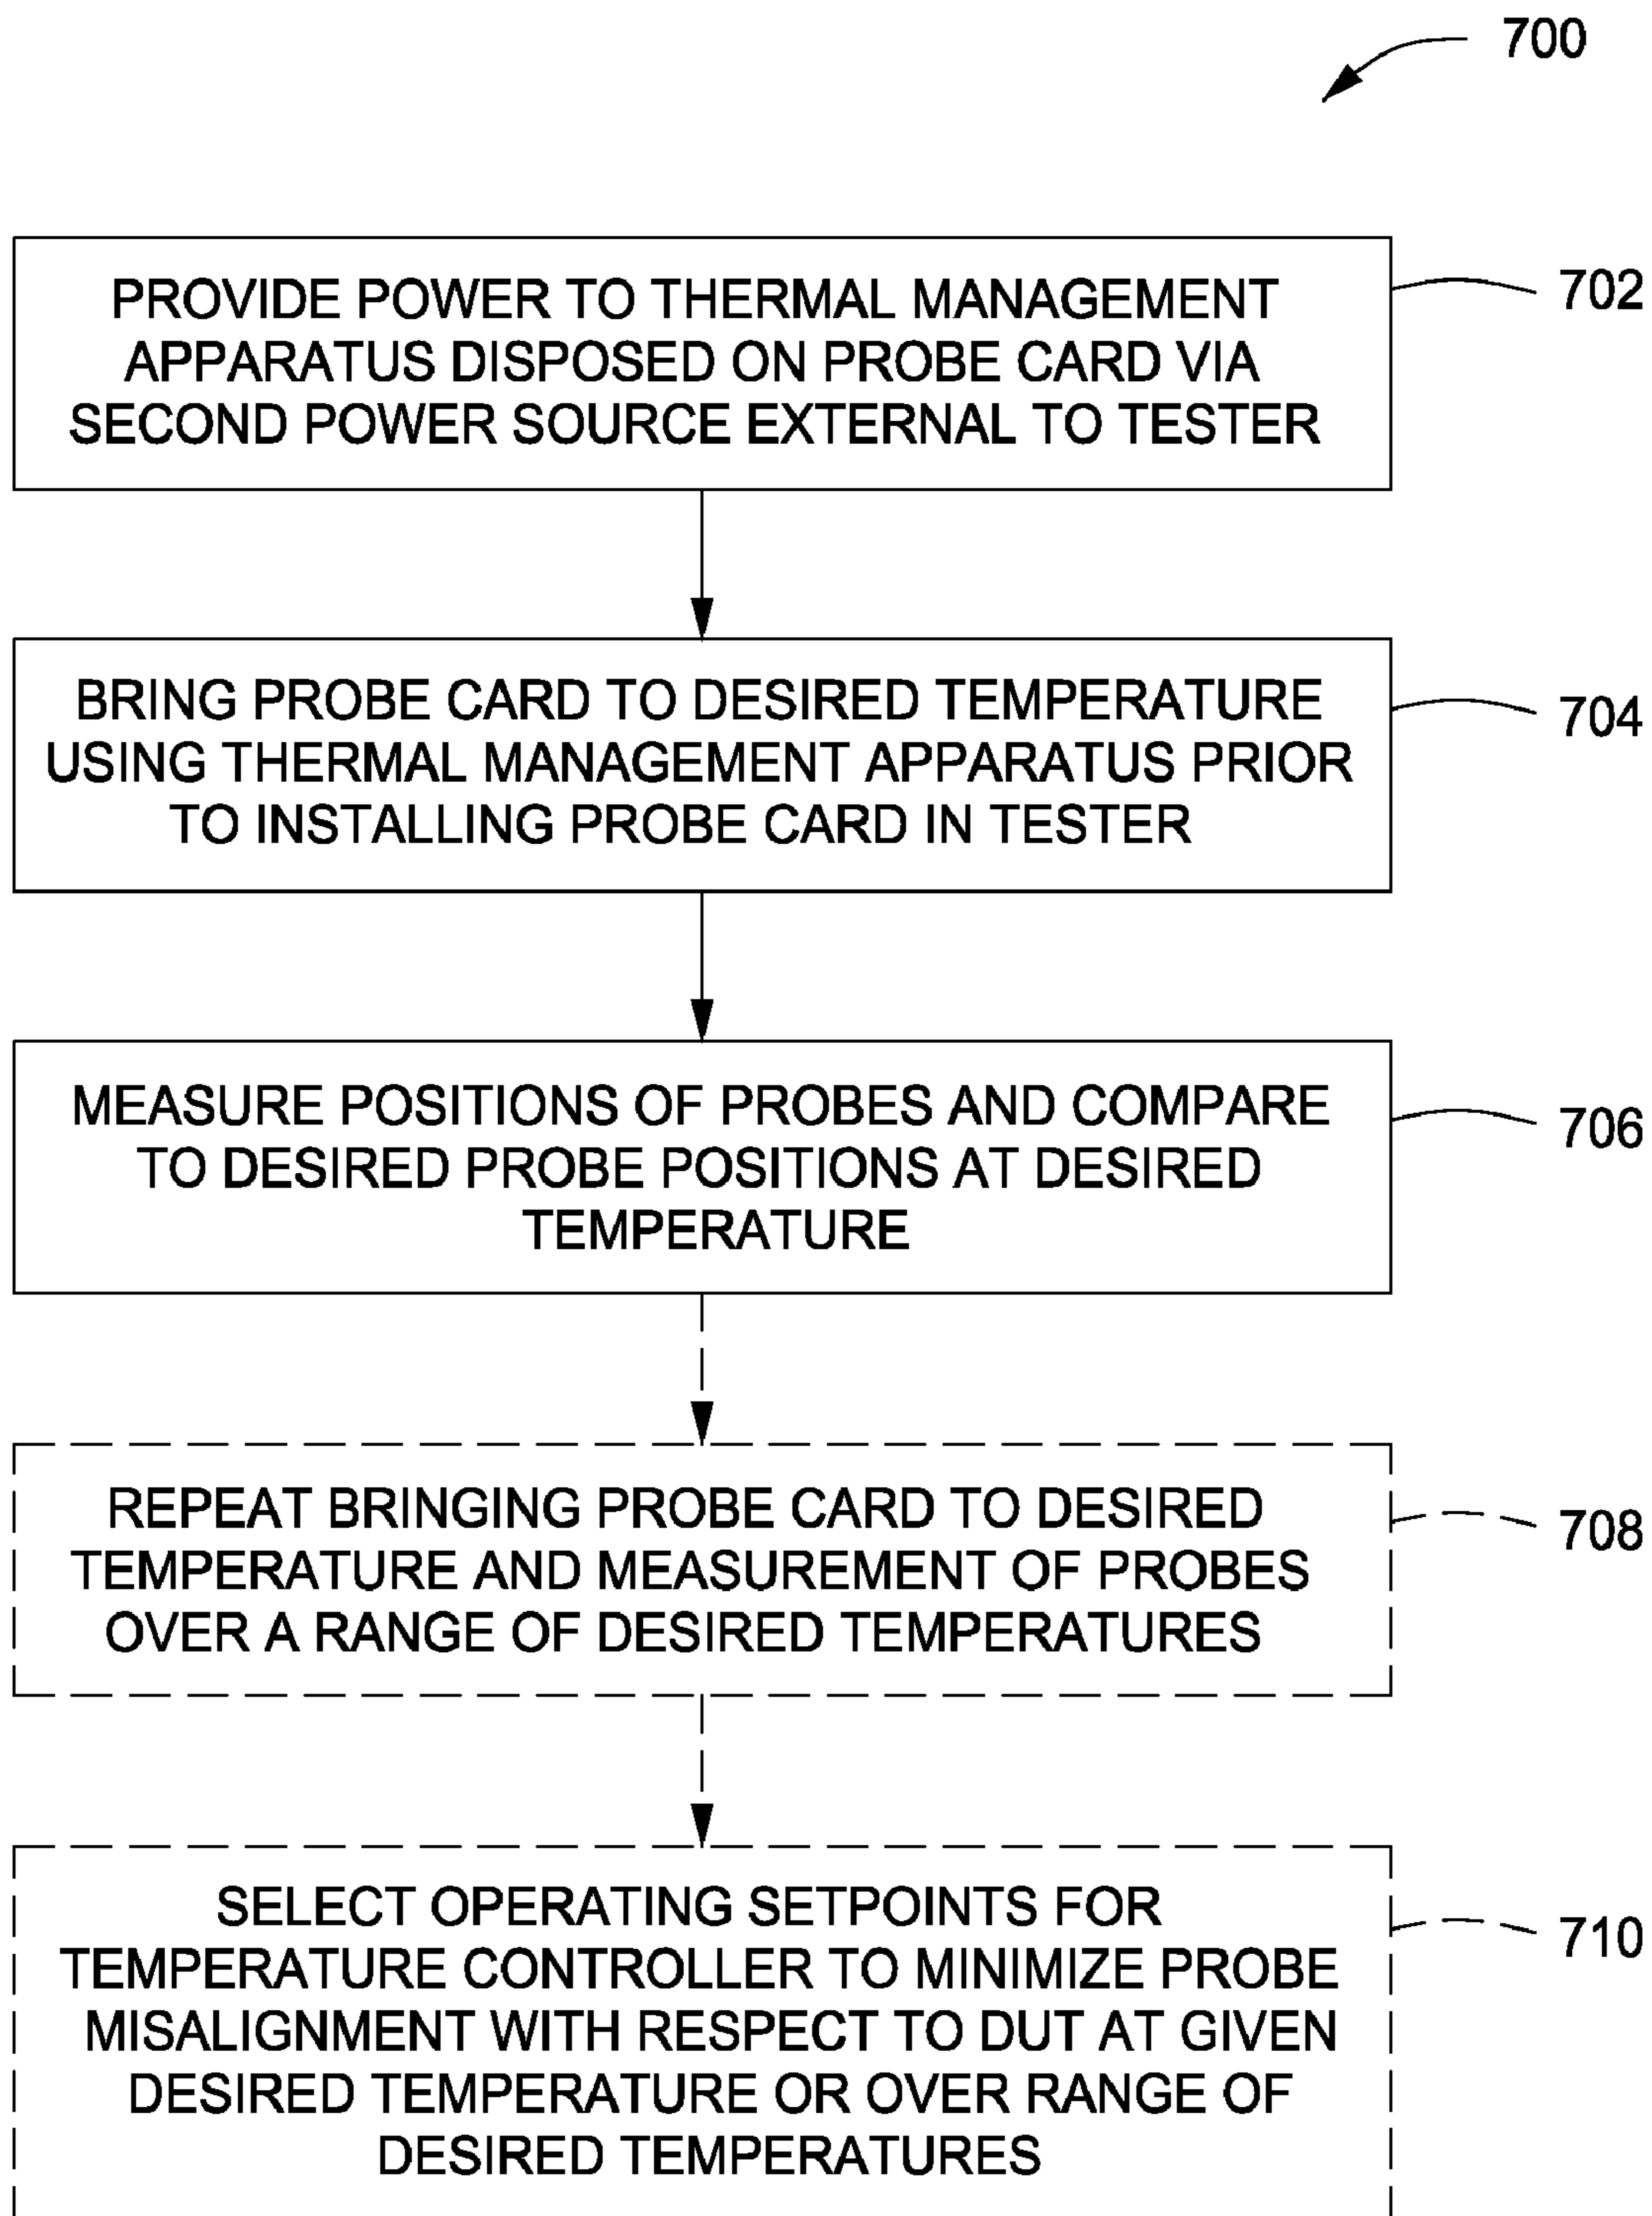 700
PROVIDE POWER TO THERMAL MANAGEMENT
APPARATUS DISPOSED ON PROBE CARD VIA
SECOND POWER SOURCE EXTERNAL TO TESTER
702
BRING PROBE CARD TO DESIRED TEMPERATURE
USING THERMAL MANAGEMENT APPARATUS PRIOR
TO INSTALLING PROBE CARD IN TESTER
704
MEASURE POSITIONS OF PROBES AND COMPARE
TO DESIRED PROBE POSITIONS AT DESIRED
TEMPERATURE
706
REPEAT BRINGING PROBE CARD TO DESIRED
TEMPERATURE AND MEASUREMENT OF PROBES
OVER A RANGE OF DESIRED TEMPERATURES
708
SELECT OPERATING SETPOINTS FOR
TEMPERATURE CONTROLLER TO MINIMIZE PROBE
MISALIGNMENT WITH RESPECT TO DUT AT GIVEN
DESIRED TEMPERATURE OR OVER RANGE OF
DESIRED TEMPERATURES
710